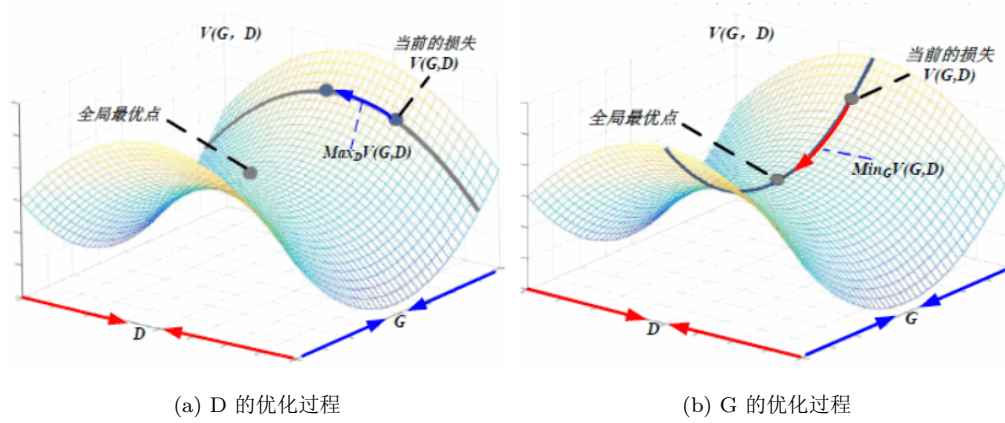 V(G, D)
当前的损失
V(G,D)
全局最优点
Max_D V(G,D)
D
G
(a) D 的优化过程
V(G, D)
当前的损失
V(G,D)
全局最优点
Min_G V(G,D)
D
G
(b) G 的优化过程